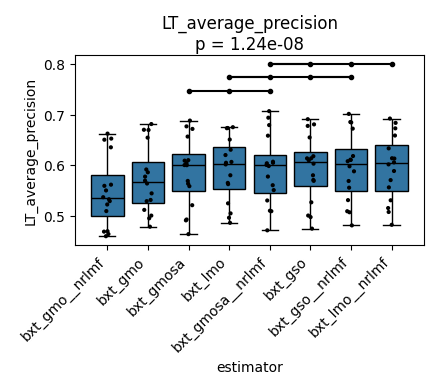 LT_average_precision
p = 1.24e-08
LT_average_precision
0.8
0.7
0.6
0.5
bxt_gmo__nrlmf
bxt_gmo
bxt_gmosa
bxt_lmo
bxt_gmosa__nrlmf
bxt_gso
bxt_gso__nrlmf
bxt_lmo__nrlmf
estimator